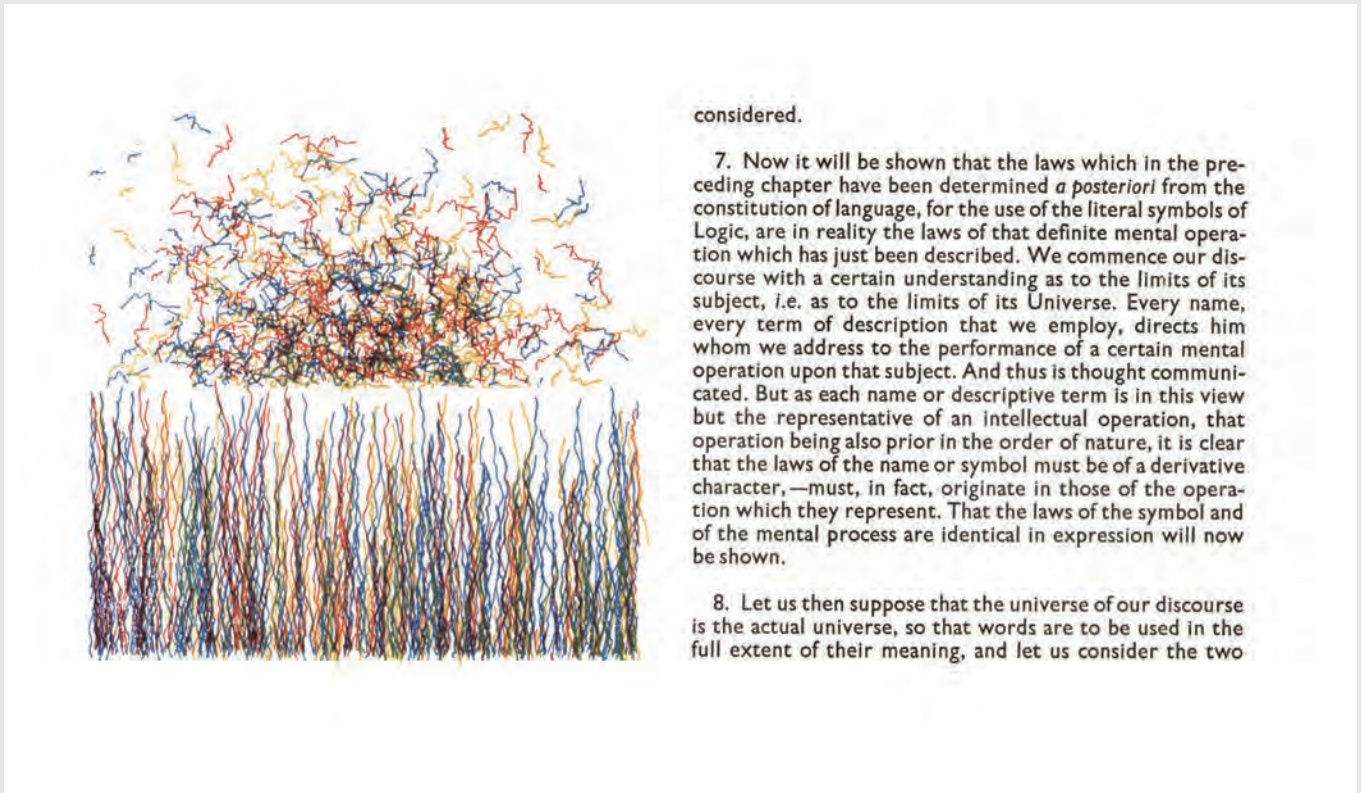 considered.
7. Now it will be shown that the laws which in the pre-
ceding chapter have been determined a posteriori from the
constitution of language, for the use of the literal symbols of
Logic, are in reality the laws of that definite mental opera-
tion which has just been described. We commence our dis-
course with a certain understanding as to the limits of its
subject, i.e. as to the limits of its Universe. Every name,
every term of description that we employ, directs him
whom we address to the performance of a certain mental
operation upon that subject. And thus is thought communi-
cated. But as each name or descriptive term is in this view
but the representative of an intellectual operation, that
operation being also prior in the order of nature, it is clear
that the laws of the name or symbol must be of a derivative
character,—must, in fact, originate in those of the opera-
tion which they represent. That the laws of the symbol and
of the mental process are identical in expression will now
be shown.
8. Let us then suppose that the universe of our discourse
is the actual universe, so that words are to be used in the
full extent of their meaning, and let us consider the two